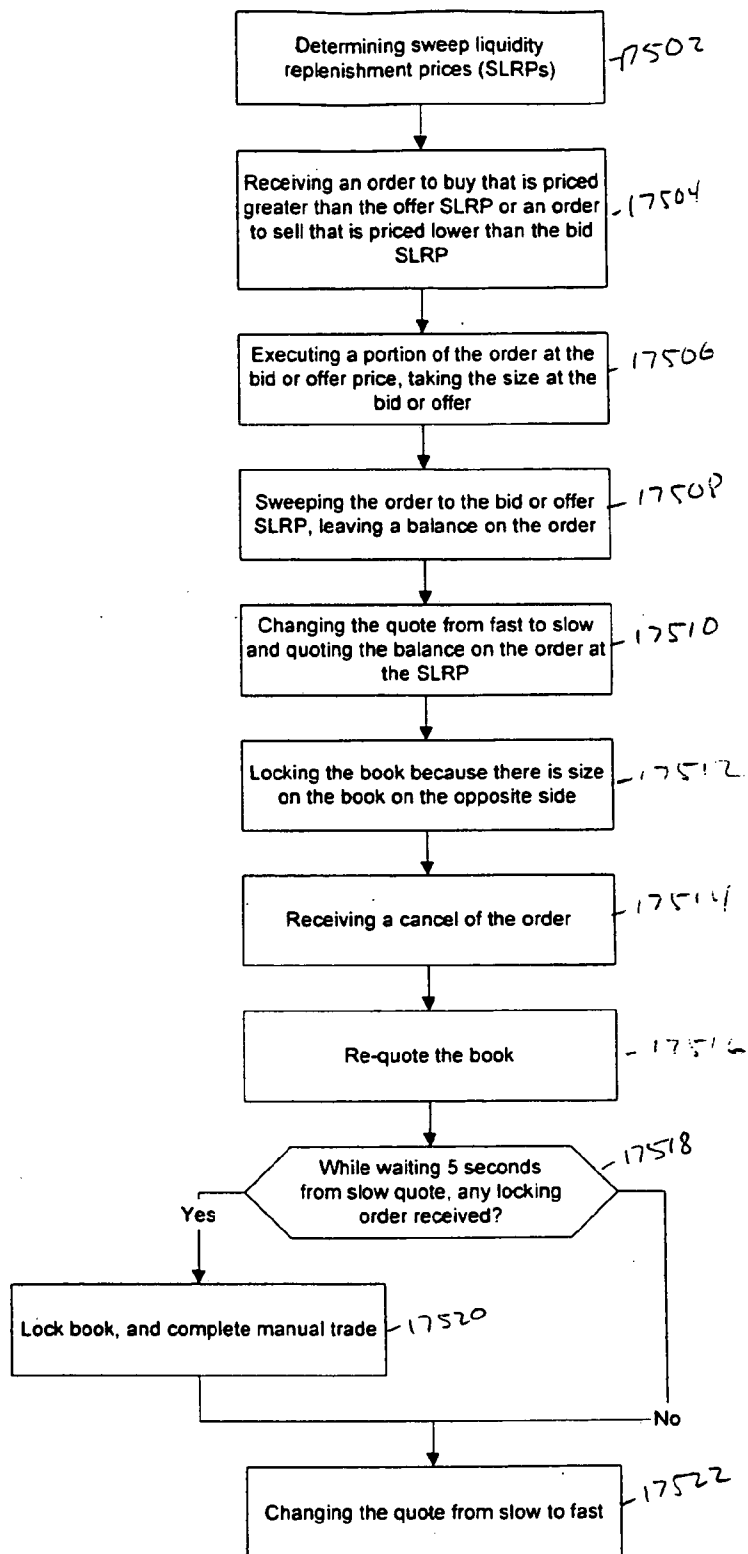 Determining sweep liquidity
replenishment prices (SLRPs)
17502
Receiving an order to buy that is priced
greater than the offer SLRP or an order
to sell that is priced lower than the bid
SLRP
17504
Executing a portion of the order at the
bid or offer price, taking the size at the
bid or offer
17506
Sweeping the order to the bid or offer
SLRP, leaving a balance on the order
17508
Changing the quote from fast to slow
and quoting the balance on the order at
the SLRP
17510
Locking the book because there is size
on the book on the opposite side
17512
Receiving a cancel of the order
17514
Re-quote the book
17516
While waiting 5 seconds
from slow quote, any locking
order received?
17518
Yes
Lock book, and complete manual trade
17520
No
Changing the quote from slow to fast
17522